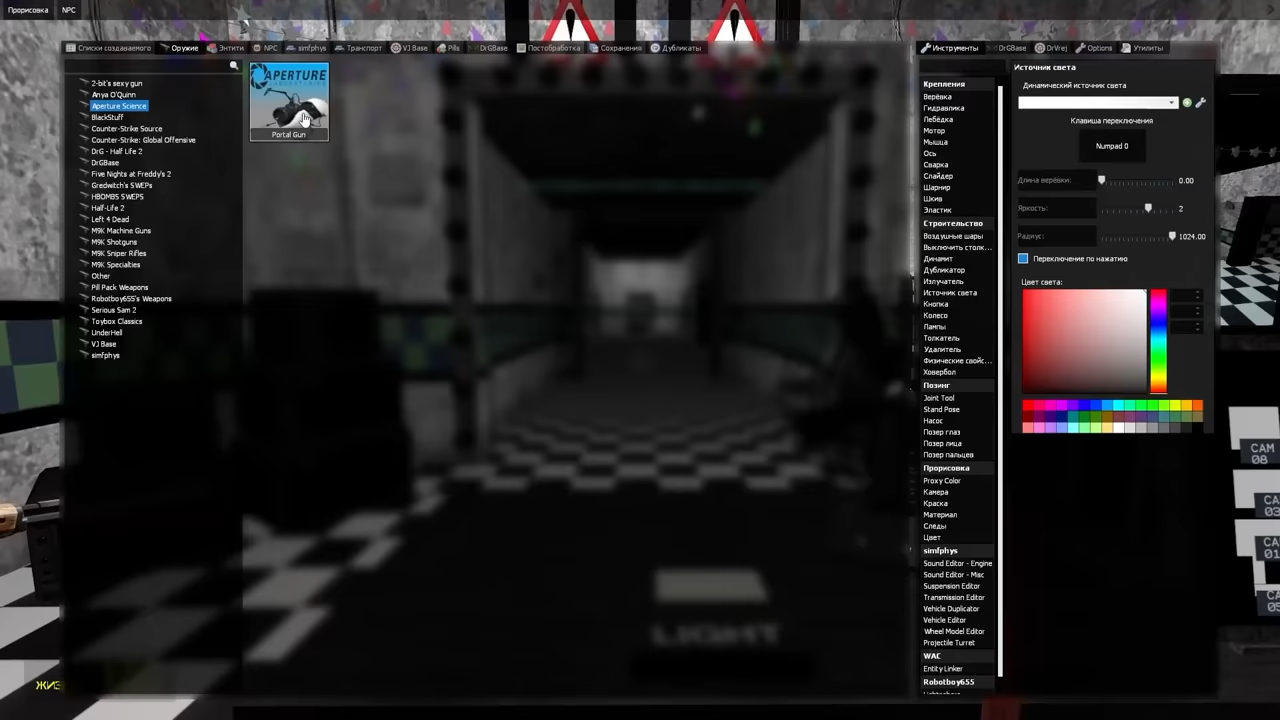 Прорисовка NPC
Списки создаваемого Оружие Энтити NPC simfphys Транспорт VJ Base Pills DrGBase Постобработка Сохранения Дубликаты
2-bit's sexy gun
Anya O'Quinn
Aperture Science
BlackStuff
Counter-Strike Source
Counter-Strike: Global Offensive
DrG - Half Life 2
DrGBase
Five Nights at Freddy's 2
Gredwitch's SWEPs
HBOMBS SWEPS
Half-Life 2
Left 4 Dead
M9K Machine Guns
M9K Shotguns
M9K Sniper Rifles
M9K Specialties
Other
Pill Pack Weapons
Robotboy655's Weapons
Serious Sam 2
Toybox Classics
UnderHell
VJ Base
simfphys
APERTURE
Portal Gun
LIGHT
Инструменты DrGBase DrVrej Options Утилиты
Крепления
Верёвка
Гидравлика
Лебёдка
Мотор
Мышца
Ось
Сварка
Слайдер
Шарнир
Шкив
Эластик
Строительство
Воздушные шары
Выключить столк...
Динамит
Дубликатор
Излучатель
Источник света
Кнопка
Колесо
Лампы
Толкатель
Удалитель
Физические свойс...
Ховербол
Позинг
Joint Tool
Stand Pose
Насос
Позер глаз
Позер лица
Позер пальцев
Прорисовка
Proxy Color
Камера
Краска
Материал
Следы
Цвет
simfphys
Sound Editor - Engine
Sound Editor - Misc
Suspension Editor
Transmission Editor
Vehicle Duplicator
Vehicle Editor
Wheel Model Editor
Projectile Turret
WAC
Entity Linker
Robotboy655
Источник света
Динамический источник света
Клавиша переключения
Numpad 0
Длина верёвки: 0.00
Яркость: 2
Радиус: 1024.00
Переключение по нажатию
Цвет света:
CAM
08
CAM